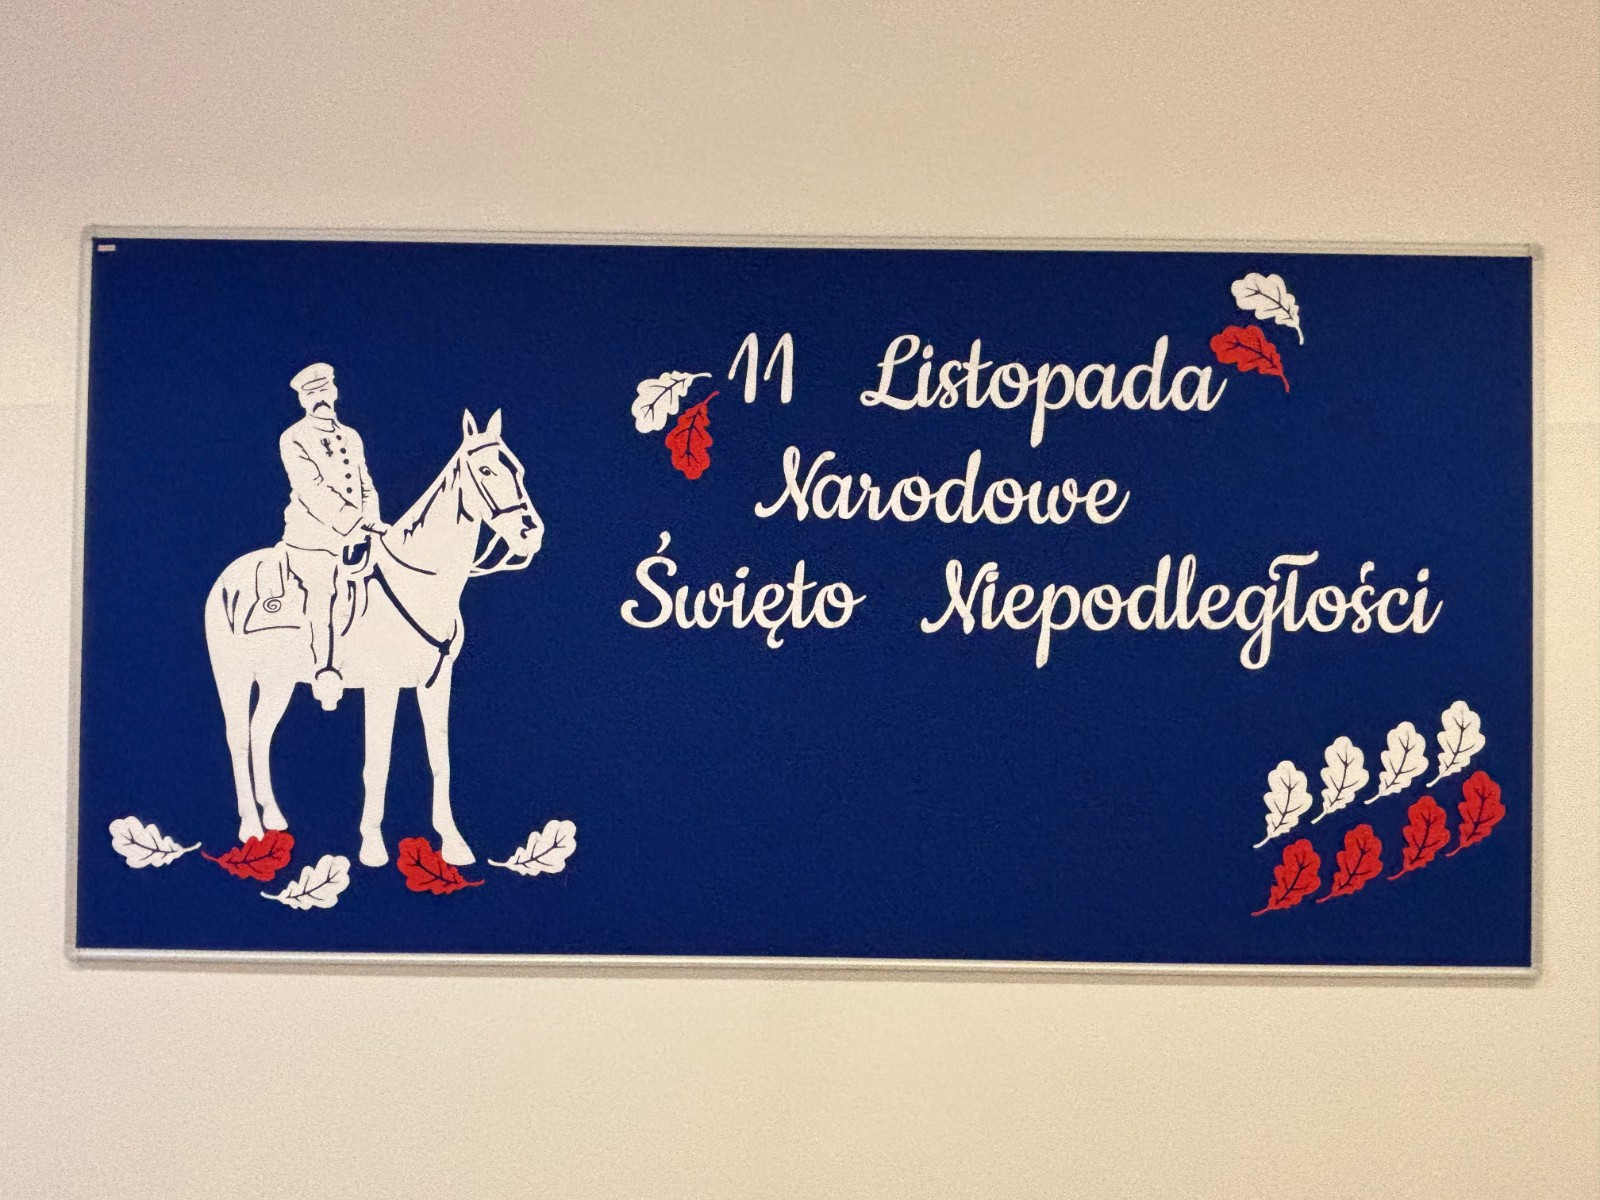 11 Listopada
Narodowe
Święto Niepodległości